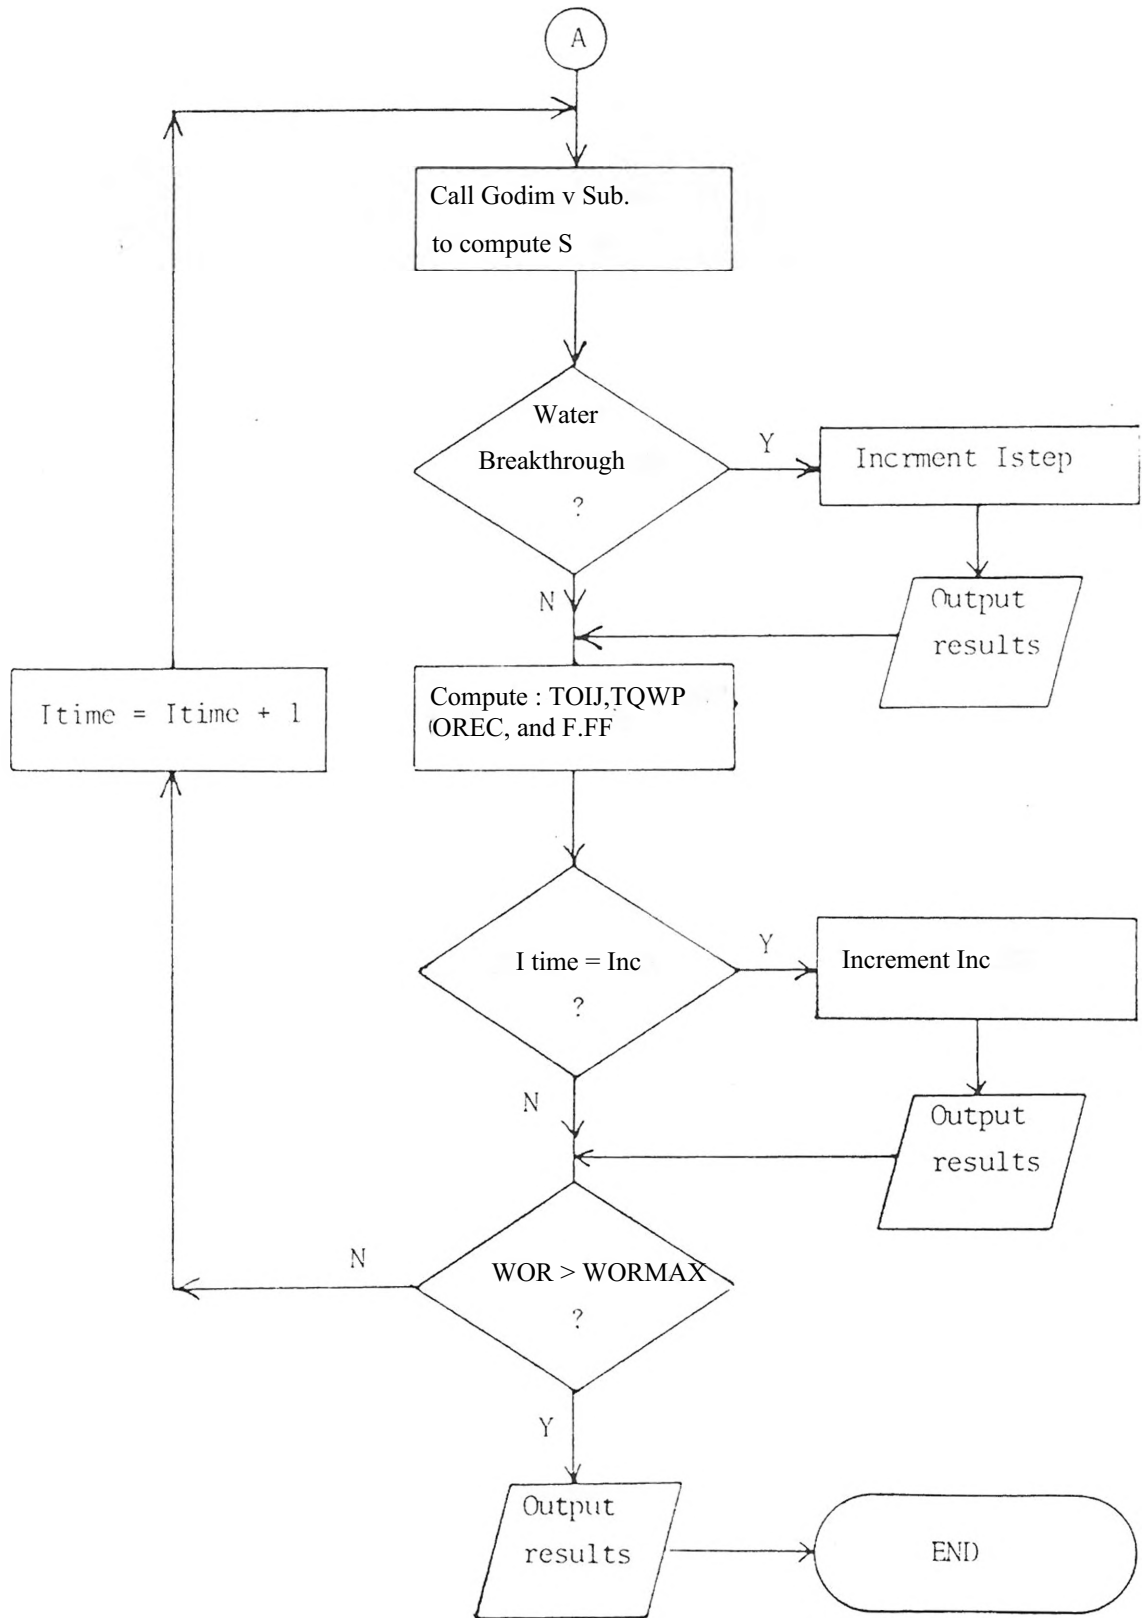 A
Call Godim v Sub.
to compute S
Water
Breakthrough
?
Y
Incrment Istep
N
Output
results
Itime = Itime + 1
Compute : TOIJ,TQWP
OREC, and F.FF
I time = Inc
?
Y
Increment Inc
N
Output
results
N
WOR > WORMAX
?
Y
Output
results
END